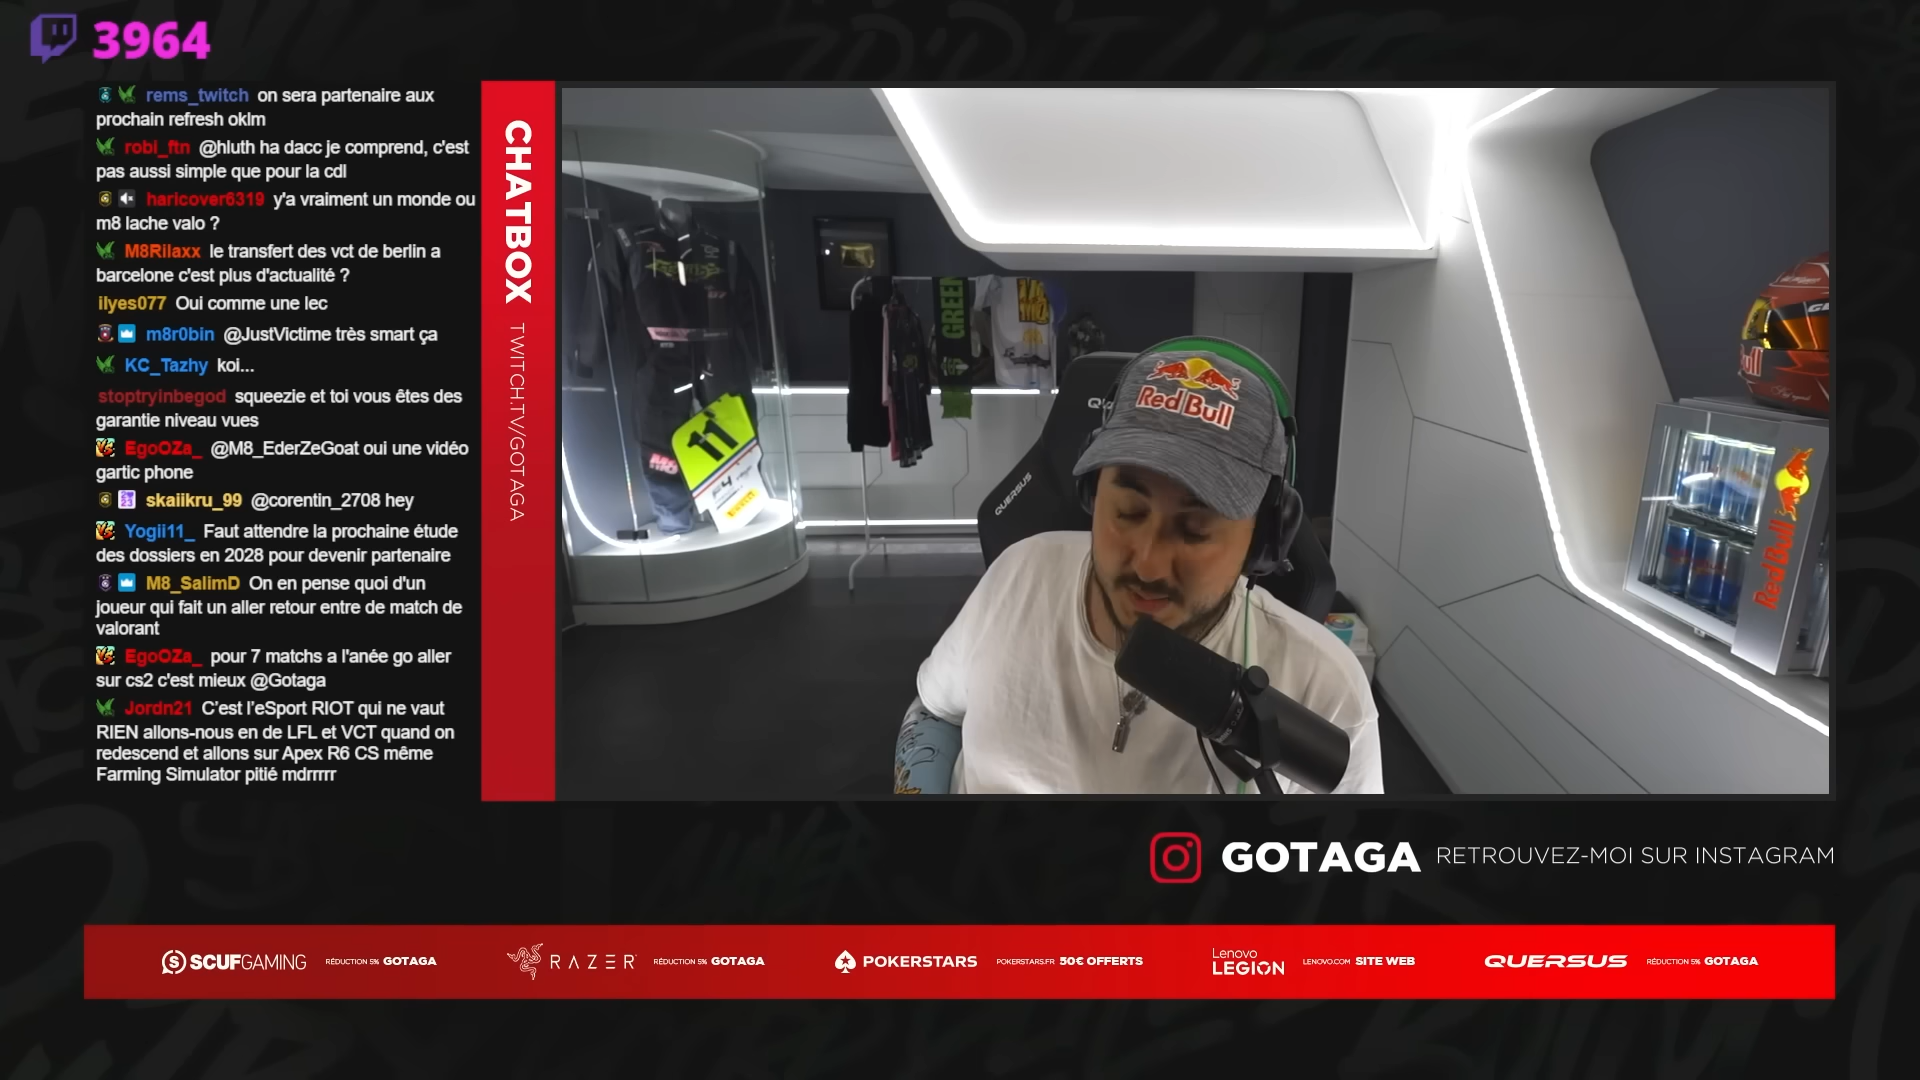 3964
rems_twitch on sera partenaire aux
prochain refresh oklm
robi_ftn @hluth ha dacc je comprend, c'est
pas aussi simple que pour la cdl
haricover6319 y'a vraiment un monde ou
m8 lache valo ?
M8Rilaxx le transfert des vct de berlin a
barcelone c'est plus d'actualité ?
ilyes077 Oui comme une lec
m8r0bin @JustVictime très smart ça
KC_Tazhy koi...
stoptryinbegod squeezie et toi vous êtes des
garantie niveau vues
EgoOZa_ @M8_EderZeGoat oui une vidéo
gartic phone
skaiikru_99 @corentin_2708 hey
Yogii11_ Faut attendre la prochaine étude
des dossiers en 2028 pour devenir partenaire
M8_SalimD On en pense quoi d'un
joueur qui fait un aller retour entre de match de
valorant
EgoOZa_ pour 7 matchs a l'anée go aller
sur cs2 c'est mieux @Gotaga
Jordn21 C'est l'eSport RIOT qui ne vaut
RIEN allons-nous en de LFL et VCT quand on
redescend et allons sur Apex R6 CS même
Farming Simulator pitié mdrrrrr
CHATBOX TWITCH.TV/GOTAGA
GREEN
11
F4
PIRELLI
QUERSUS
Red Bull
Red Bull
GOTAGA RETROUVEZ-MOI SUR INSTAGRAM
SCUFGAMING RÉDUCTION 5% GOTAGA
RAZER RÉDUCTION 5% GOTAGA
POKERSTARS POKERSTARS.FR 50€ OFFERTS
Lenovo
LEGION LENOVO.COM SITE WEB
QUERSUS RÉDUCTION 5% GOTAGA